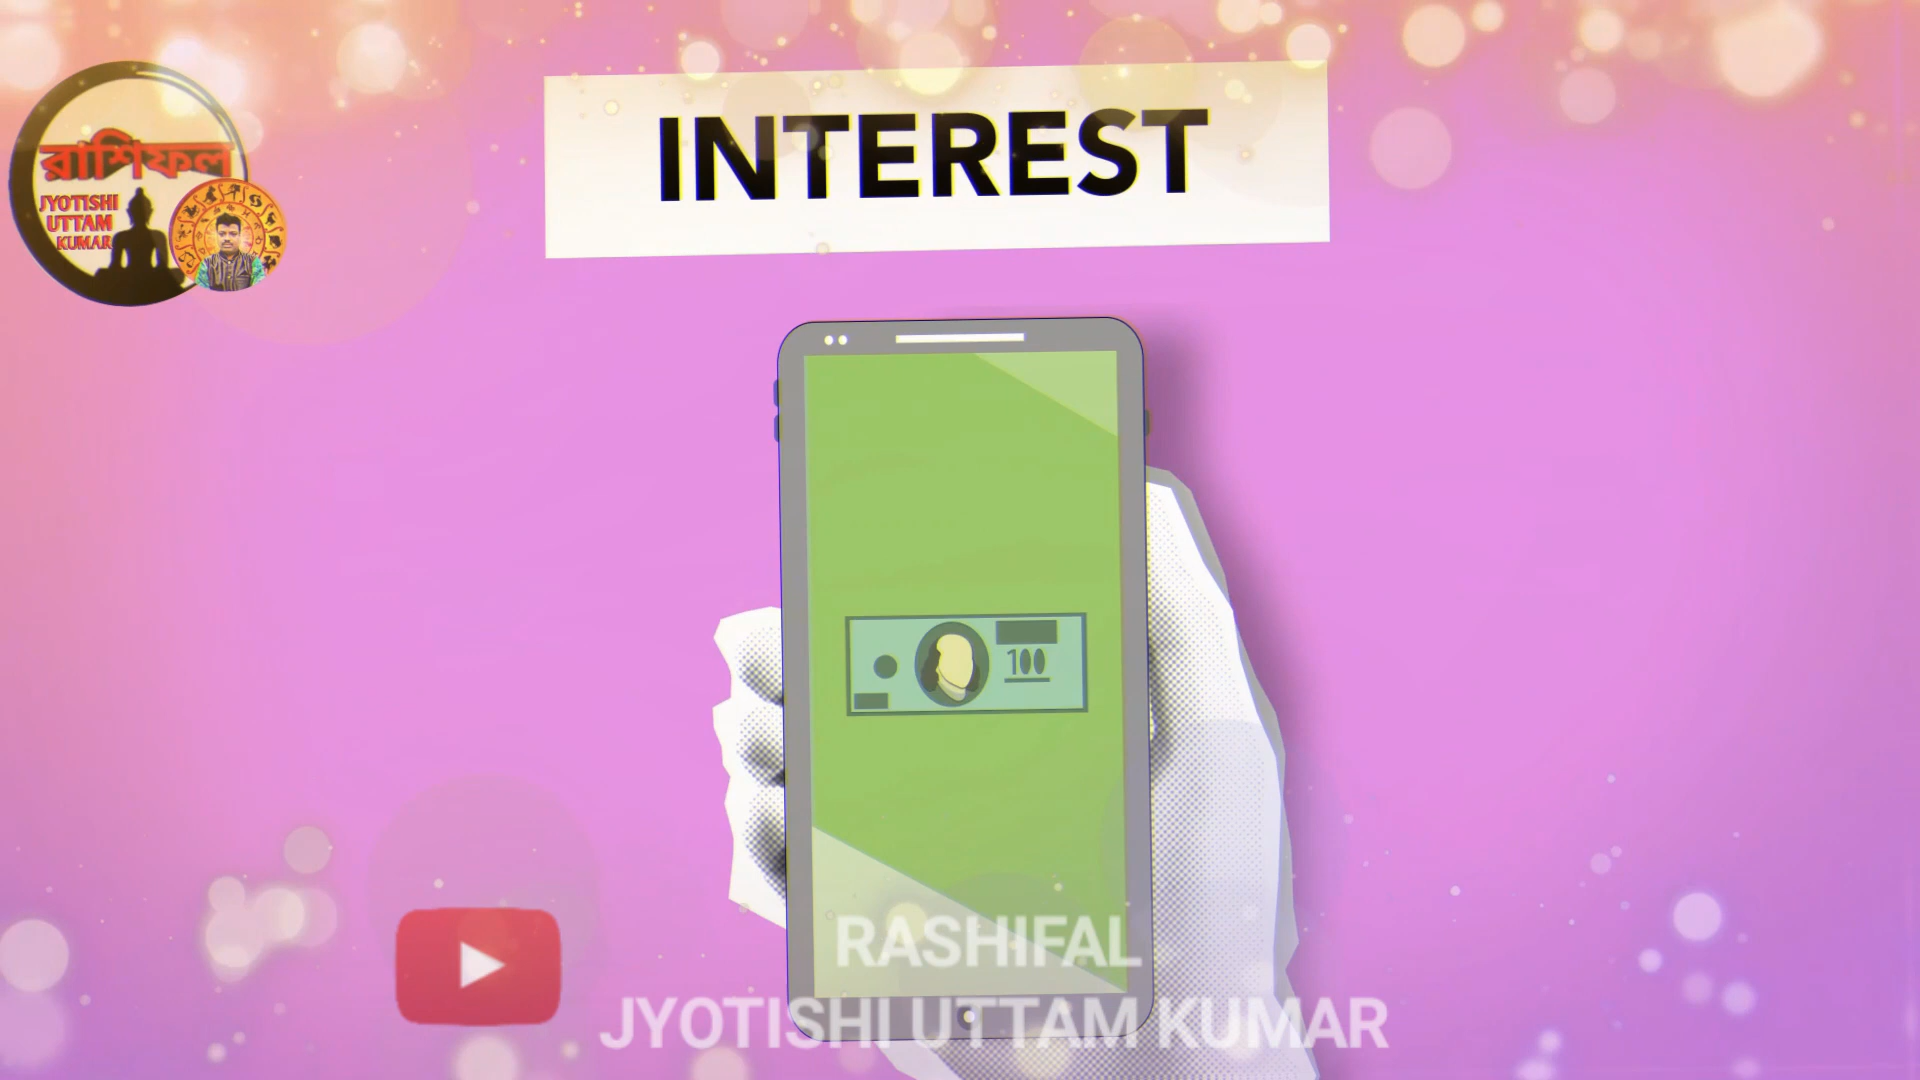 INTEREST
রাশিফল
JYOTISHI
UTTAM
KUMAR
100
RASHIFAL
JYOTISHI UTTAM KUMAR